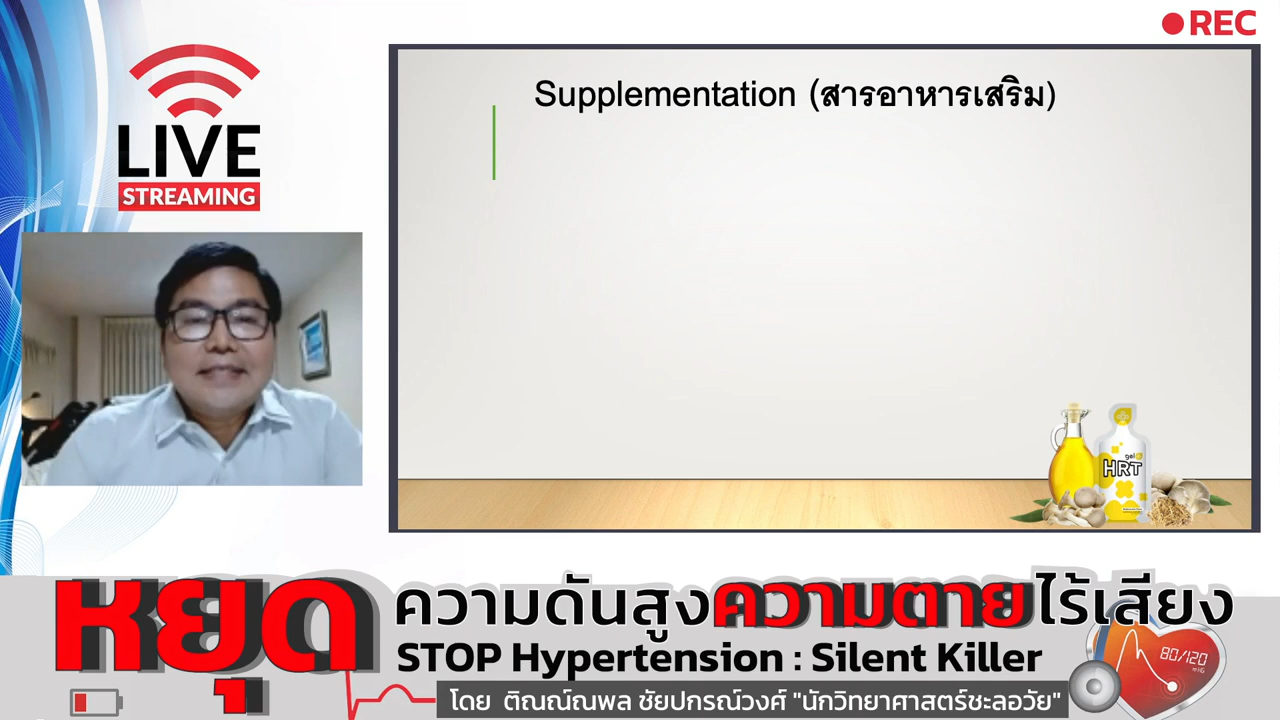 REC
LIVE
STREAMING
Supplementation (สารอาหารเสริม)
gel
HRT
หยุด
ความดันสูงความตายไร้เสียง
STOP Hypertension : Silent Killer
80/120
โดย ติณณ์ณพล ชัยปกรณ์วงศ์ "นักวิทยาศาสตร์ชะลอวัย"